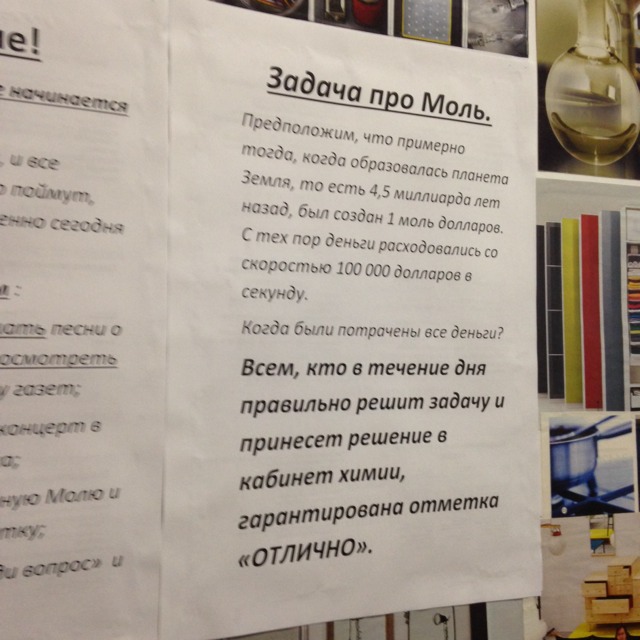 е!
начинается
, и все
о поймут,
енно сегодня
:
песни о
осмотреть
у газет;
концерт в
а;
ную Молю и
тку;
ди вопрос» и
Задача про Моль.
Предположим, что примерно
тогда, когда образовалась планета
Земля, то есть 4,5 миллиарда лет
назад, был создан 1 моль долларов.
С тех пор деньги расходовались со
скоростью 100 000 долларов в
секунду.
Когда были потрачены все деньги?
Всем, кто в течение дня
правильно решит задачу и
принесет решение в
кабинет химии,
гарантирована отметка
«ОТЛИЧНО».